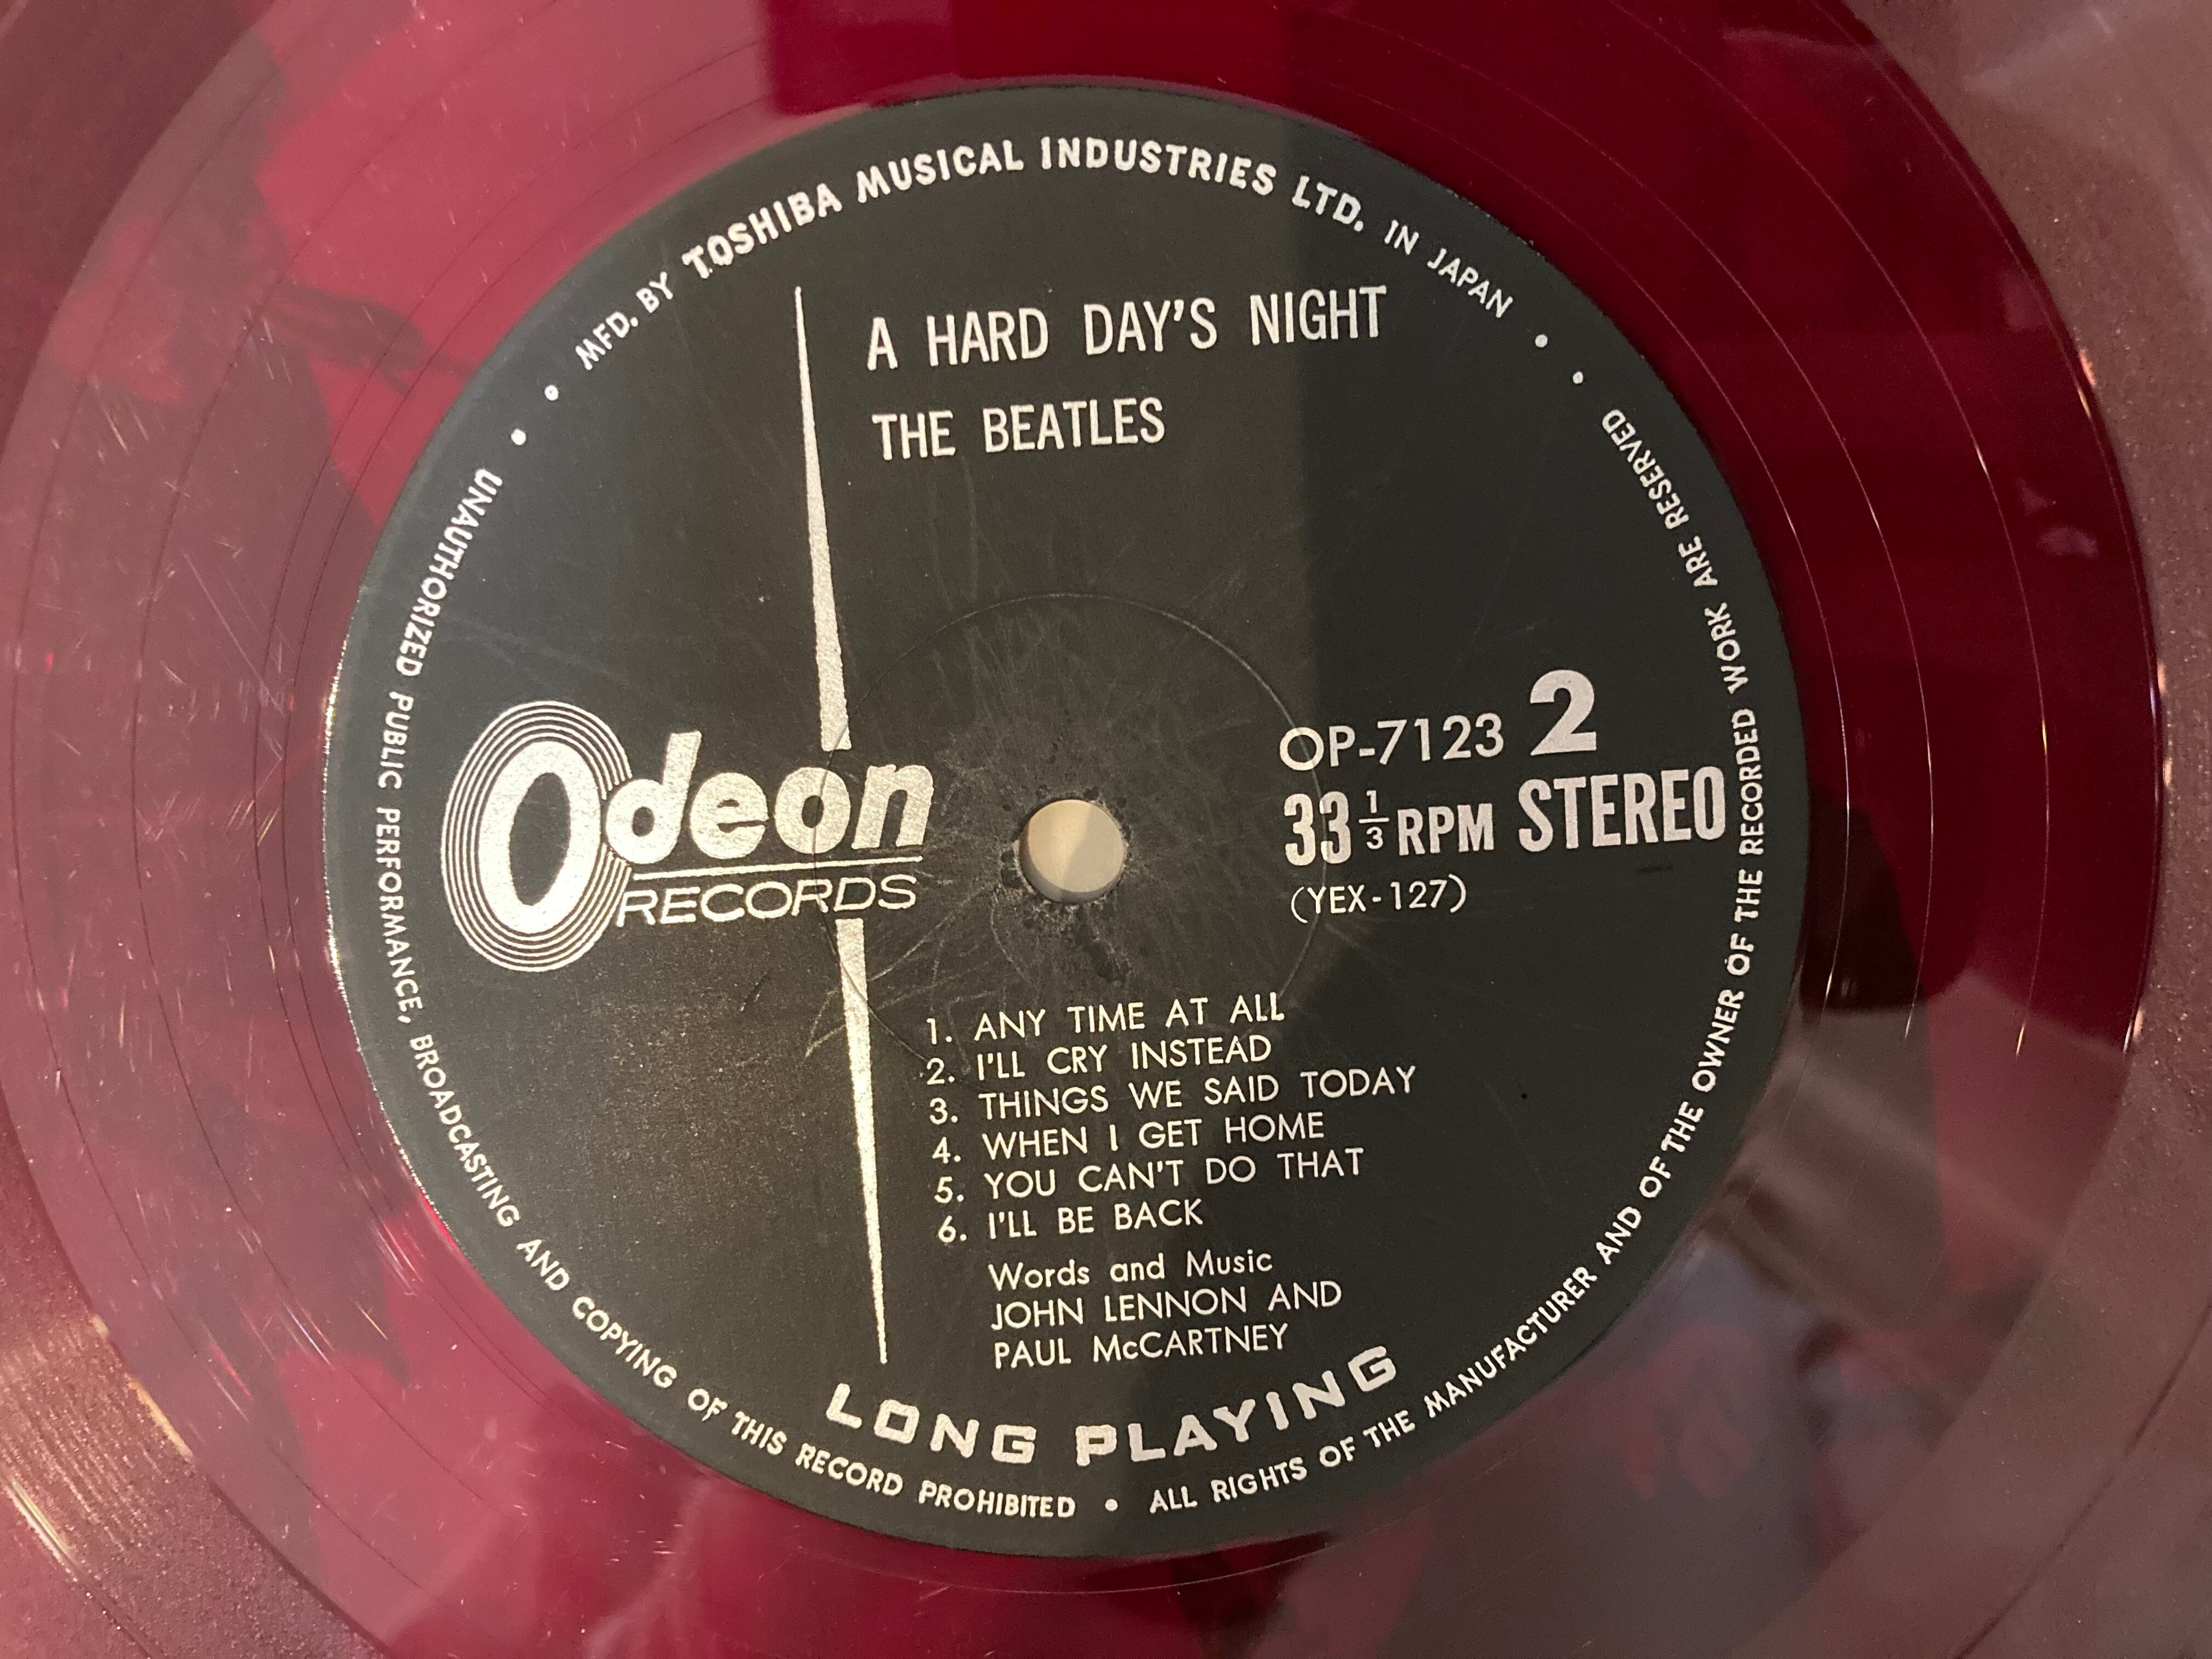 MFD. BY TOSHIBA MUSICAL INDUSTRIES LTD. IN JAPAN
A HARD DAY'S NIGHT
THE BEATLES
Odeon
RECORDS
OP-7123 2
33 1/3 RPM STEREO
(YEX-127)
1. ANY TIME AT ALL
2. I'LL CRY INSTEAD
3. THINGS WE SAID TODAY
4. WHEN I GET HOME
5. YOU CAN'T DO THAT
6. I'LL BE BACK
Words and Music
JOHN LENNON AND
PAUL McCARTNEY
LONG PLAYING
UNAUTHORIZED PUBLIC PERFORMANCE, BROADCASTING AND COPYING OF THIS RECORD PROHIBITED • ALL RIGHTS OF THE MANUFACTURER AND OF THE OWNER OF THE RECORDED WORK ARE RESERVED